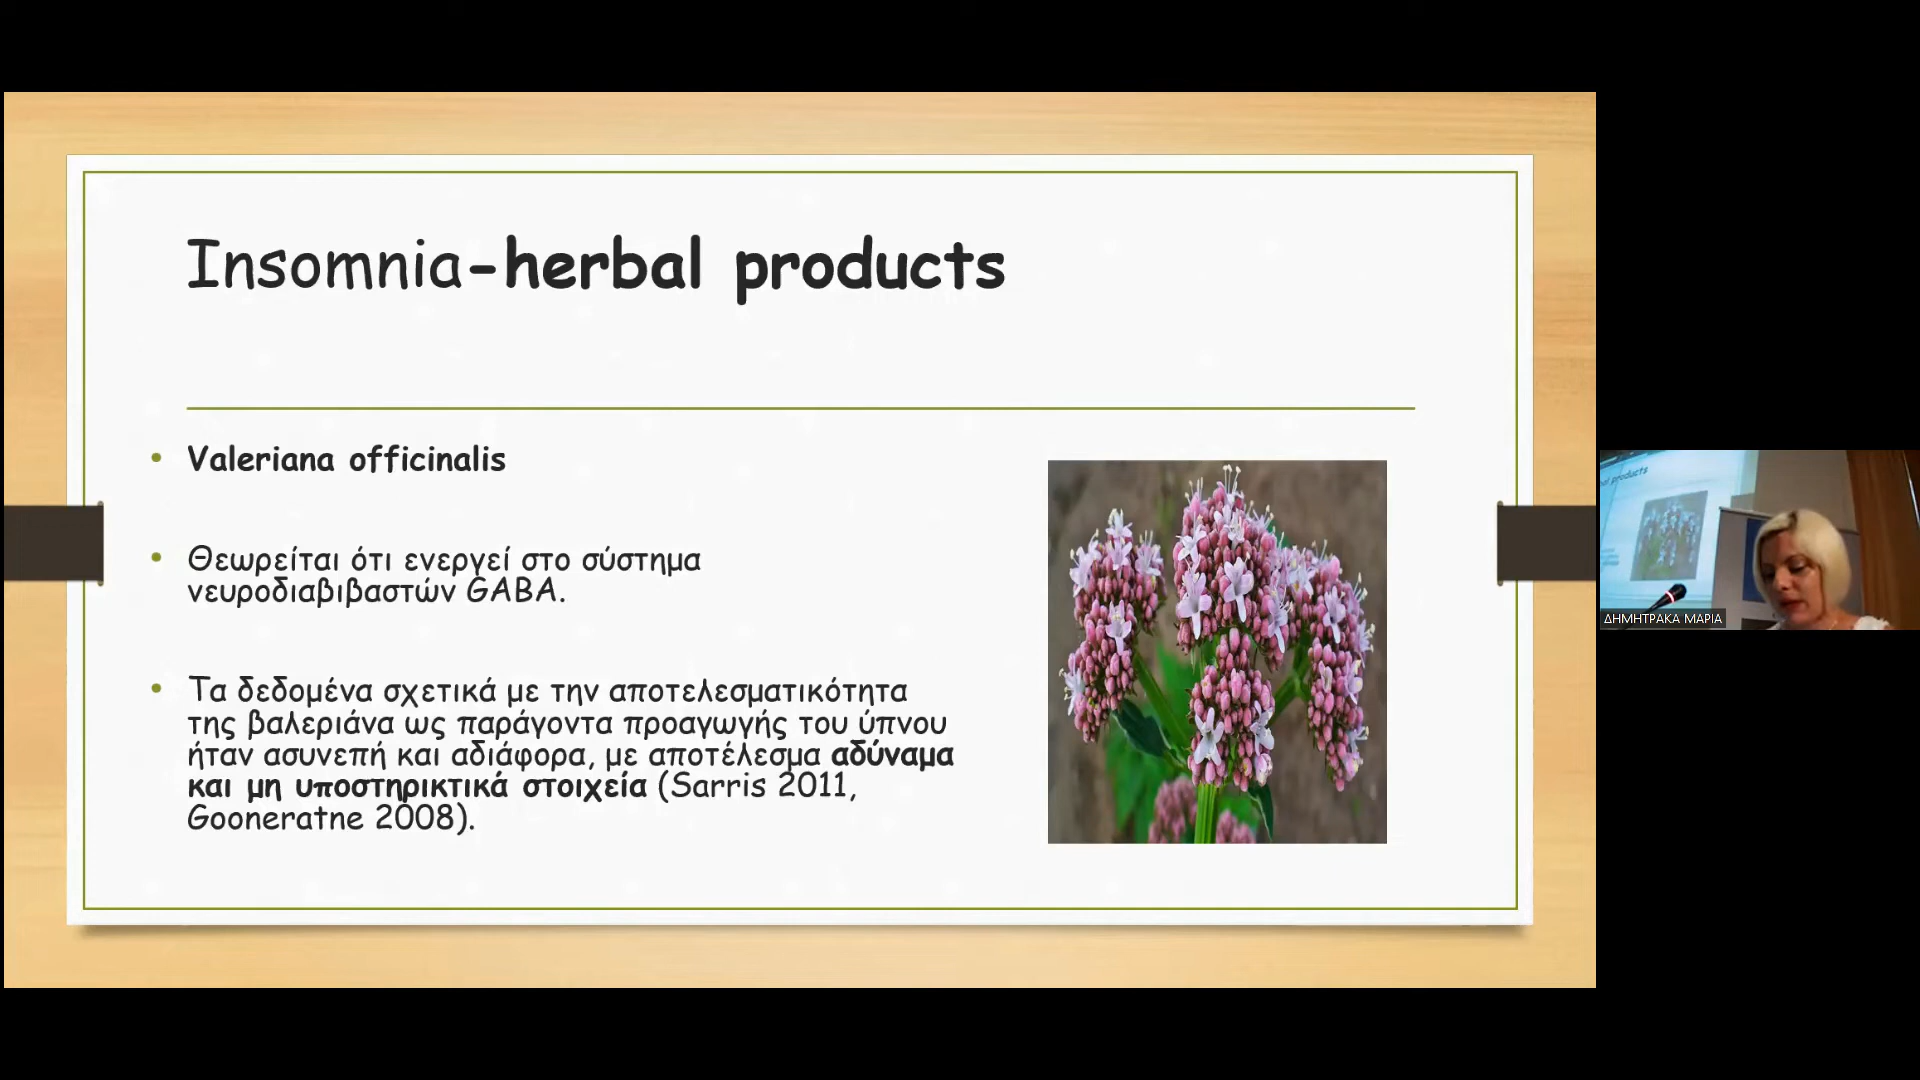 Insomnia-herbal products
• Valeriana officinalis
• Θεωρείται ότι ενεργεί στο σύστημα
νευροδιαβιβαστών GABA.
• Τα δεδομένα σχετικά με την αποτελεσματικότητα
της βαλεριάνα ως παράγοντα προαγωγής του ύπνου
ήταν ασυνεπή και αδιάφορα, με αποτέλεσμα αδύναμα
και μη υποστηρικτικά στοιχεία (Sarris 2011,
Gooneratne 2008).
products
ΔΗΜΗΤΡΑΚΑ ΜΑΡΙΑ